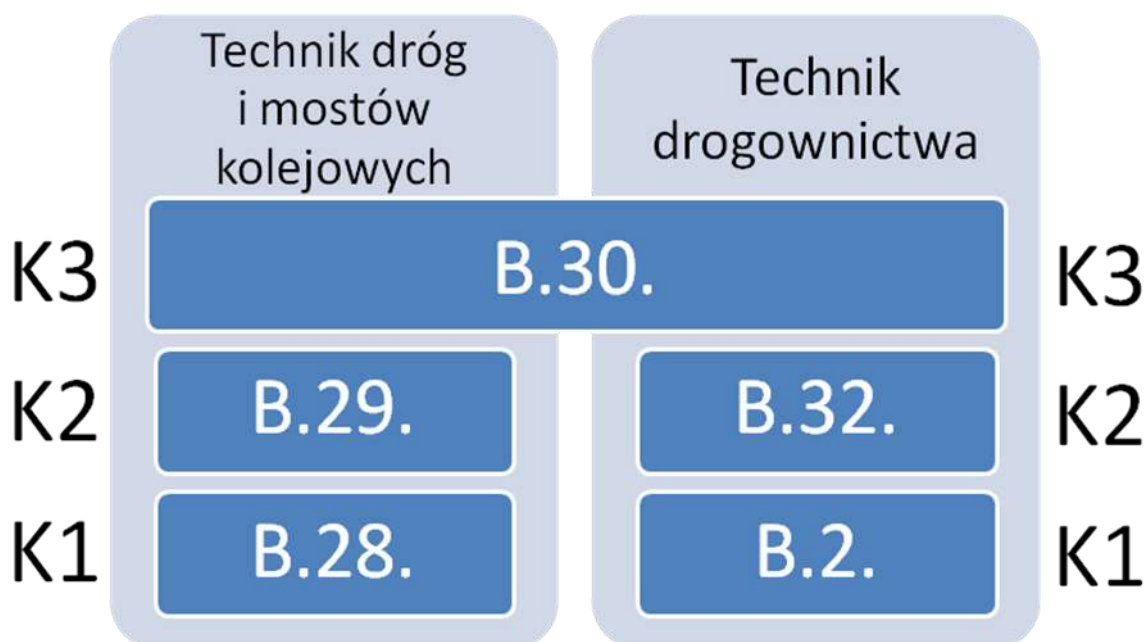 Technik dróg
i mostów
kolejowych
Technik
drogownictwa
K3
B.30.
K3
K2
B.29.
B.32.
K2
K1
B.28.
B.2.
K1